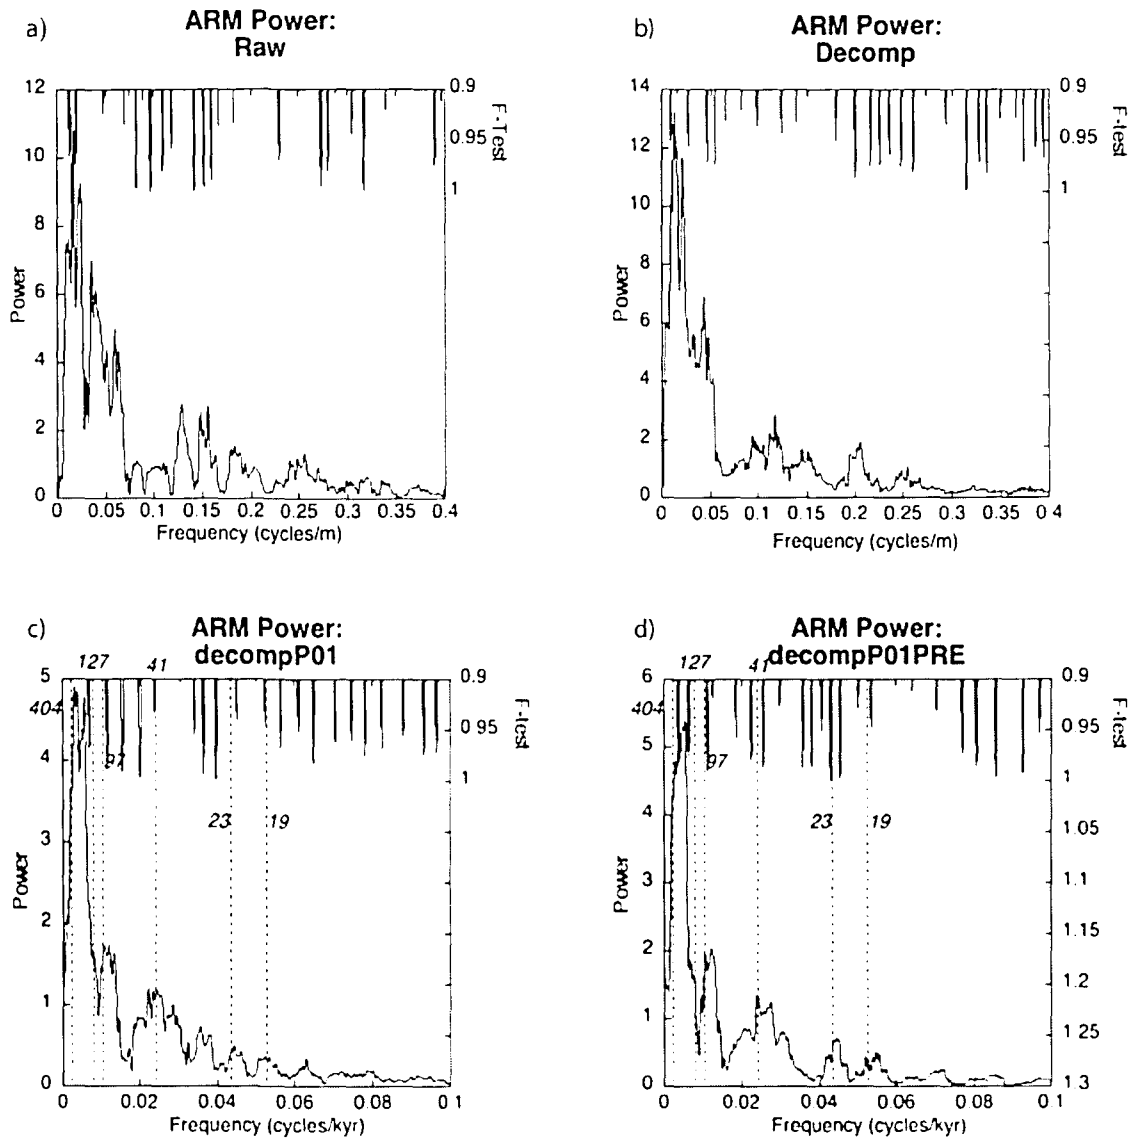 a)
ARM Power:
Raw
12
10
8
6
4
2
0
Power
0.9
0.95
1
F-Test
0 0.05 0.1 0.15 0.2 0.25 0.3 0.35 0.4
Frequency (cycles/m)
b)
ARM Power:
Decomp
14
12
10
8
6
4
2
0
Power
0.9
0.95
1
F-test
0 0.05 0.1 0.15 0.2 0.25 0.3 0.35 0 4
Frequency (cycles/m)
c)
ARM Power:
decompP01
127
41
404
97
23
19
5
4
3
2
1
0
Power
0.9
0 95
1
F-test
0 0.02 0.04 0.06 0.08 0.1
Frequency (cycles/kyr)
d)
ARM Power:
decompP01PRE
127
41
404
97
23
19
6
5
4
3
2
1
0
Power
0.9
0.95
1
1.05
1.1
1.15
1.2
1.25
1.3
F-test
0 0.02 0.04 0.06 0.08 0.1
Frequency (cycles/kyr)